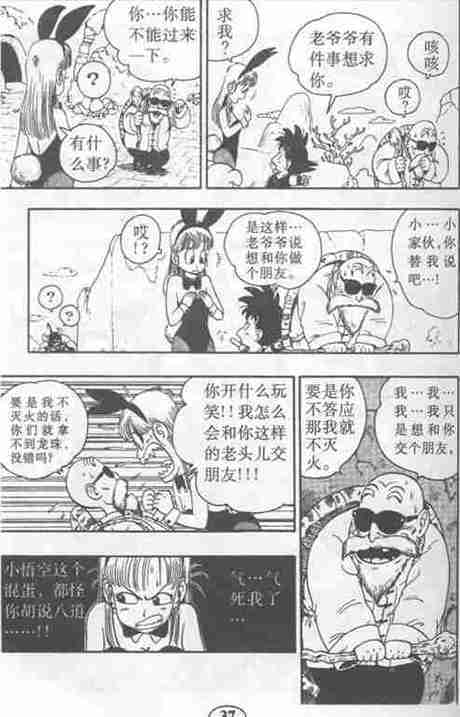 咳
咳
哎
?
老爷爷有
件事想求
你。
求
我?
你…你能
不能过来
一下。
?
有什
么事?
小…小
家伙,你
替我说
吧…!
是这样…
老爷爷说
想和你做
个朋友。
哎
!?
?
?
我…我…
我…我只
是想和你
交个朋友,
要是你
不答应
那我就
不灭
火。
你开什么玩
笑!!我怎么
会和你这样
的老头儿交
朋友!!!
要是我不
灭火的话,
你们就拿
不到龙珠,
没错吗?
气…气
死我了
…
小悟空这个
混蛋,都怪
你胡说八道
……!!
37